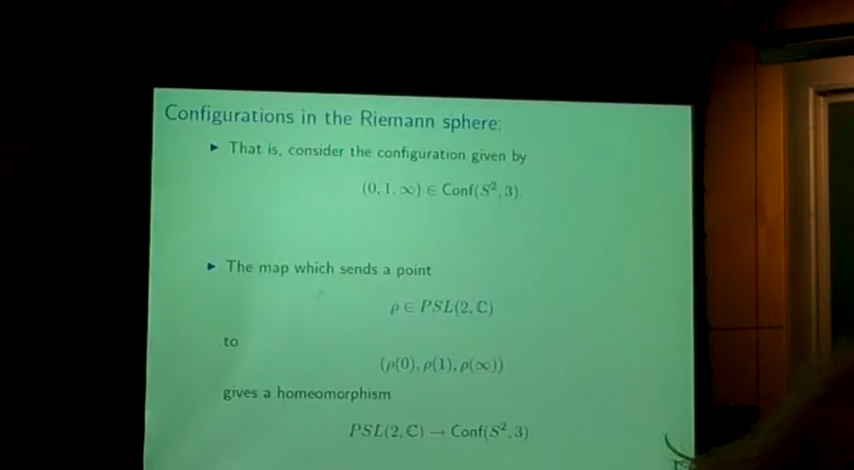 Configurations in the Riemann sphere:
▶ That is, consider the configuration given by
(0, 1, ∞) ∈ Conf(S², 3).
▶ The map which sends a point
ρ ∈ PSL(2, ℂ)
to
(ρ(0), ρ(1), ρ(∞))
gives a homeomorphism
PSL(2, ℂ) → Conf(S², 3).